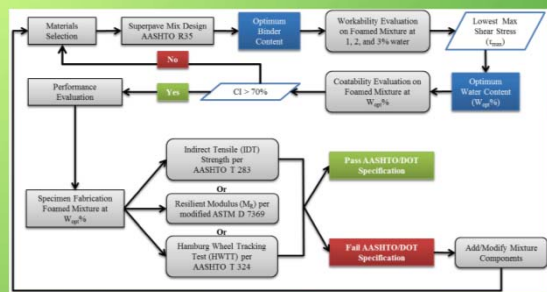 Materials
Selection
Superpave Mix Design
AASHTO R35
Optimum
Binder
Content
Workability Evaluation
on Foamed Mixture at
1, 2, and 3% water
Lowest Max
Shear Stress
(τmax)
No
Performance
Evaluation
Yes
CI > 70%
Coatability Evaluation
on Foamed Mixture at
Wopt%
Optimum
Water Content
(Wopt%)
Indirect Tensile (IDT)
Strength per
AASHTO T 283
Or
Specimen Fabrication
Foamed Mixture at
Wopt%
Resilient Modulus (MR) per
modified ASTM D 7369
Or
Hamburg Wheel Tracking
Test (HWTT) per
AASHTO T 324
Pass AASHTO/DOT
Specification
Fail AASHTO/DOT
Specification
Add/Modify Mixture
Components